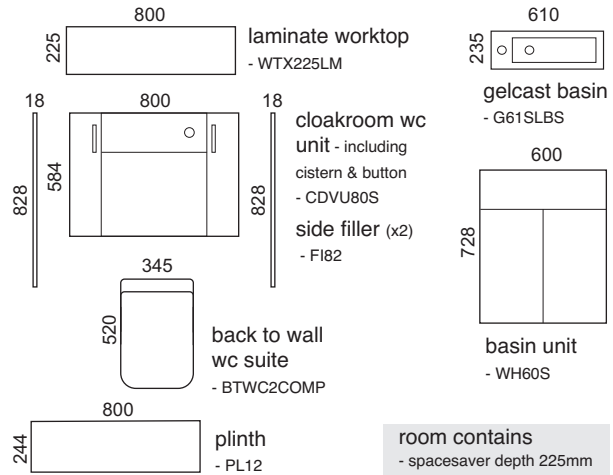 800
225
laminate worktop
- WTX225LM
610
235
gelcast basin
- G61SLBS
18
800
18
828
584
828
cloakroom wc
unit - including
cistern & button
- CDVU80S
side filler (x2)
- FI82
600
728
basin unit
- WH60S
345
520
back to wall
wc suite
- BTWC2COMP
800
244
plinth
- PL12
room contains
- spacesaver depth 225mm